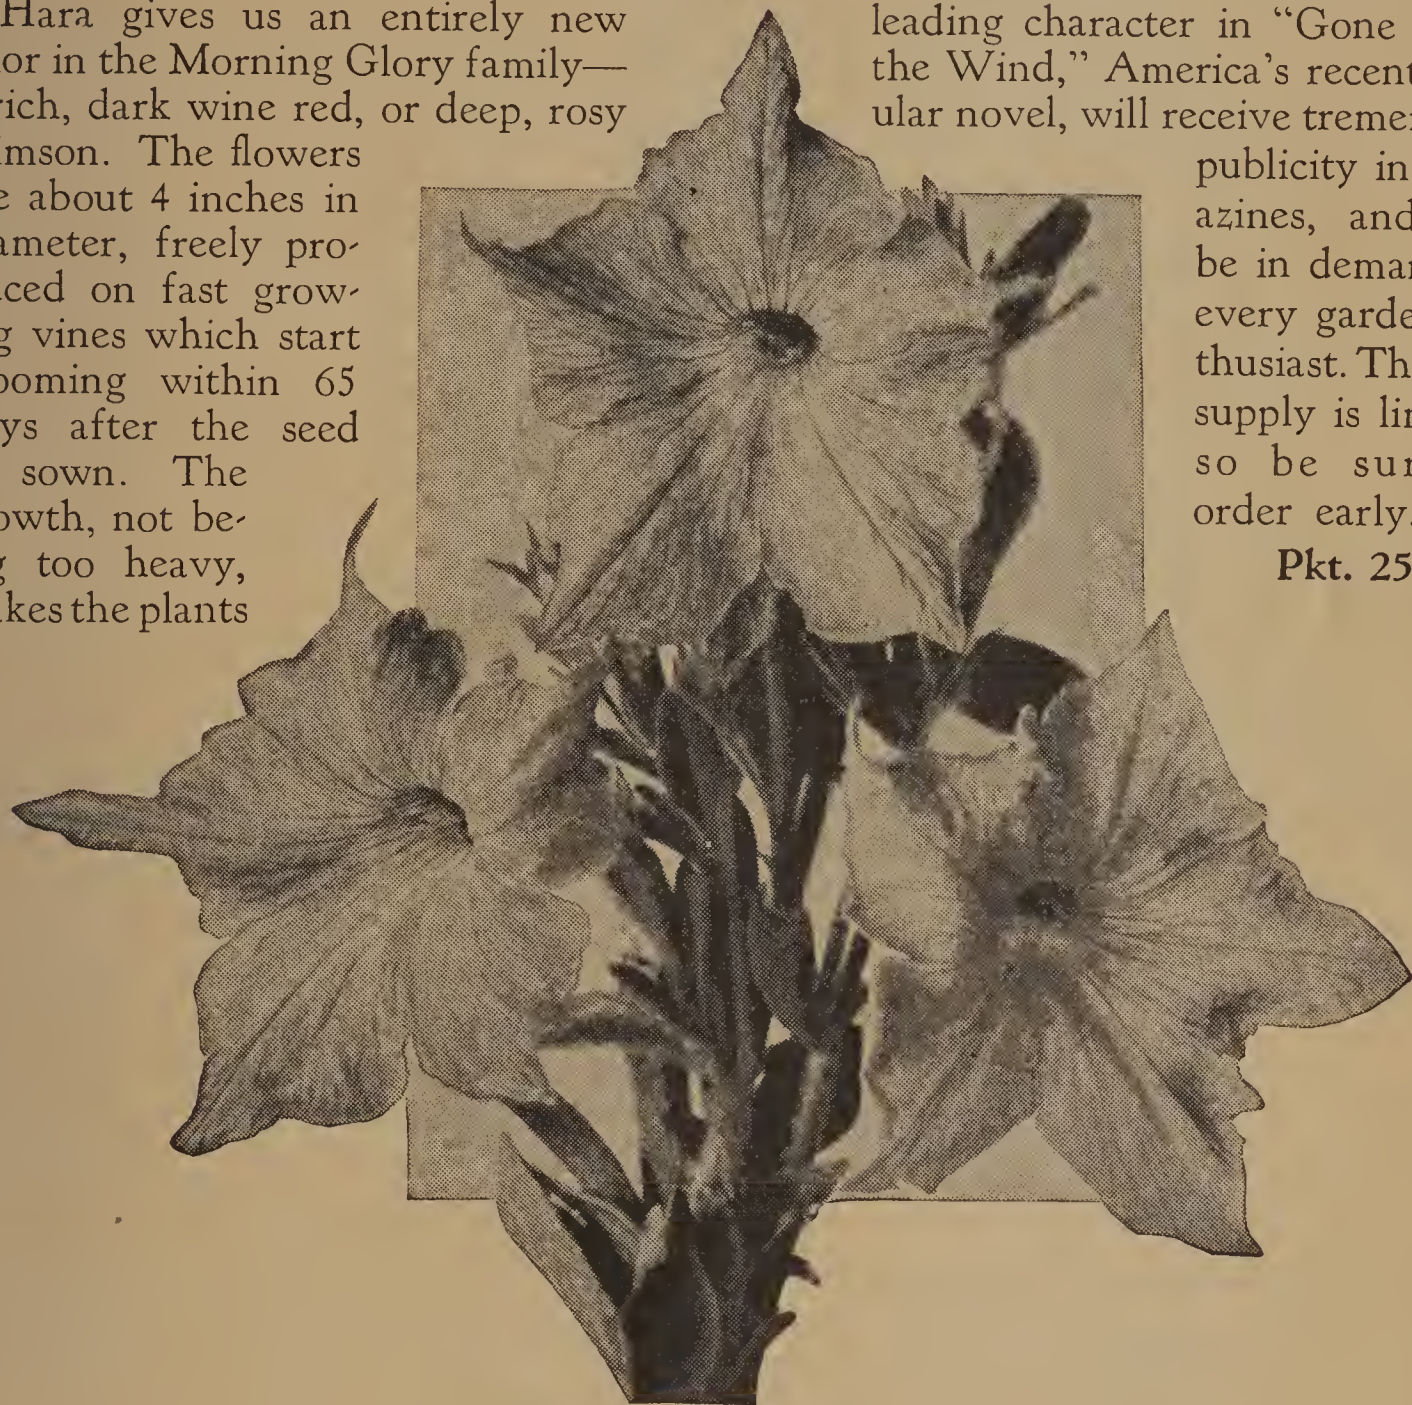 Hara gives us an entirely new
or in the Morning Glory family—
rich, dark wine red, or deep, rosy
mson. The flowers
e about 4 inches in
ameter, freely pro-
ced on fast grow-
g vines which start
ooming within 65
ys after the seed
sown. The
owth, not be-
g too heavy,
kes the plants
leading character in “Gone
the Wind,” America’s recent
ular novel, will receive treme
publicity in
azines, and
be in dema
every garde
thusiast. Th
supply is li
so be sur
order early.
Pkt. 25